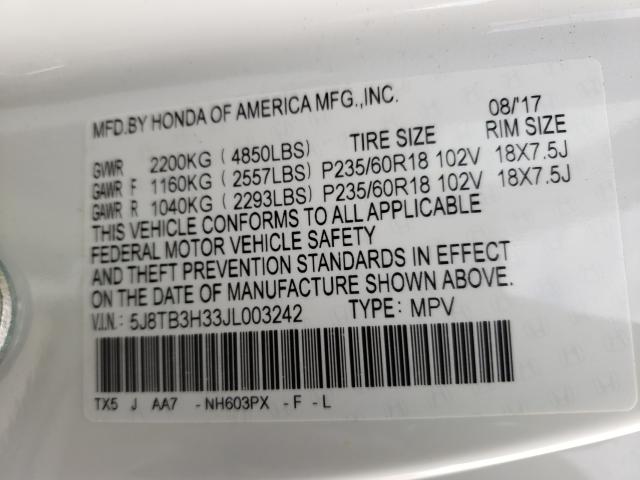 MFD.BY HONDA OF AMERICA MFG.,INC. 08/'17
TIRE SIZE RIM SIZE
GVWR 2200KG (4850LBS)
GAWR F 1160KG (2557LBS) P235/60R18 102V 18X7.5J
GAWR R 1040KG (2293LBS) P235/60R18 102V 18X7.5J
THIS VEHICLE CONFORMS TO ALL APPLICABLE
FEDERAL MOTOR VEHICLE SAFETY
AND THEFT PREVENTION STANDARDS IN EFFECT
ON THE DATE OF MANUFACTURE SHOWN ABOVE.
V.I.N.: 5J8TB3H33JL003242 TYPE: MPV
TX5 J AA7 -NH603PX -F -L